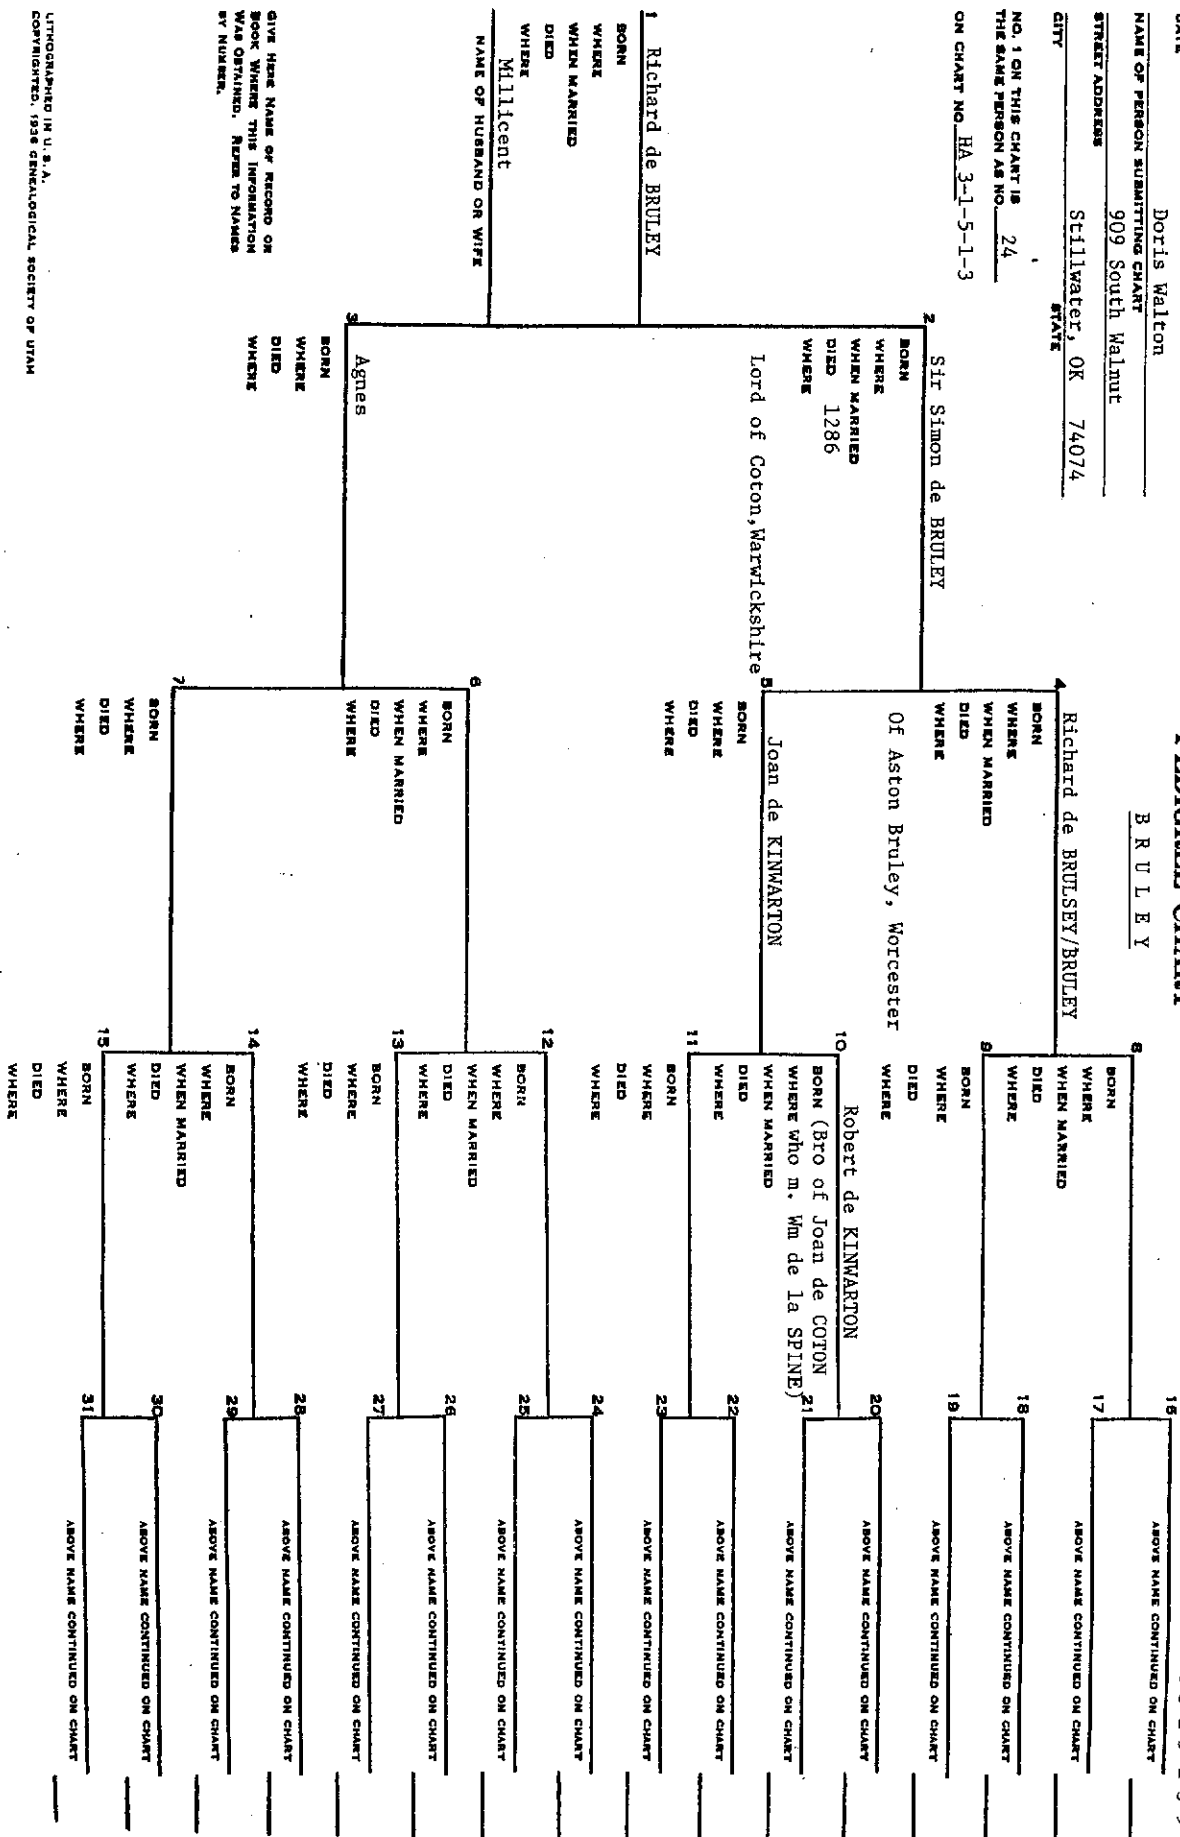 PEDIGREE CHART
B R U L E Y
DATE
Doris Walton
NAME OF PERSON SUBMITTING CHART
909 South Walnut
STREET ADDRESS
Stillwater, OK 74074
CITY STATE
NO. 1 ON THIS CHART IS
THE SAME PERSON AS NO. 24
ON CHART NO. HA 3-1-5-1-3
1 Richard de BRULEY
BORN
WHERE
WHEN MARRIED
DIED
WHERE
Millicent
NAME OF HUSBAND OR WIFE
GIVE HERE NAME OF RECORD OR
BOOK WHERE THIS INFORMATION
WAS OBTAINED. REFER TO NAMES
BY NUMBER.
LITHOGRAPHED IN U. S. A.
COPYRIGHTED, 1936 GENEALOGICAL SOCIETY OF UTAH
2 Sir Simon de BRULEY
BORN
WHERE
WHEN MARRIED
DIED 1286
WHERE
Lord of Coton,Warwickshire
3 Agnes
BORN
WHERE
DIED
WHERE
4 Richard de BRULSEY/BRULEY
BORN
WHERE
WHEN MARRIED
DIED
WHERE
Of Aston Bruley, Worcester
5 Joan de KINWARTON
BORN
WHERE
DIED
WHERE
6
BORN
WHERE
WHEN MARRIED
DIED
WHERE
7
BORN
WHERE
DIED
WHERE
8
BORN
WHERE
WHEN MARRIED
DIED
WHERE
9
BORN
WHERE
DIED
WHERE
10 Robert de KINWARTON
BORN (Bro of Joan de COTON
WHERE who m. Wm de la SPINE)
WHEN MARRIED
DIED
WHERE
11
BORN
WHERE
DIED
WHERE
12
BORN
WHERE
WHEN MARRIED
DIED
WHERE
13
BORN
WHERE
DIED
WHERE
14
BORN
WHERE
WHEN MARRIED
DIED
WHERE
15
BORN
WHERE
DIED
WHERE
16
ABOVE NAME CONTINUED ON CHART
17
ABOVE NAME CONTINUED ON CHART
18
ABOVE NAME CONTINUED ON CHART
19
ABOVE NAME CONTINUED ON CHART
20
ABOVE NAME CONTINUED ON CHART
21
ABOVE NAME CONTINUED ON CHART
22
ABOVE NAME CONTINUED ON CHART
23
ABOVE NAME CONTINUED ON CHART
24
ABOVE NAME CONTINUED ON CHART
25
ABOVE NAME CONTINUED ON CHART
26
ABOVE NAME CONTINUED ON CHART
27
ABOVE NAME CONTINUED ON CHART
28
ABOVE NAME CONTINUED ON CHART
29
ABOVE NAME CONTINUED ON CHART
30
ABOVE NAME CONTINUED ON CHART
31
ABOVE NAME CONTINUED ON CHART